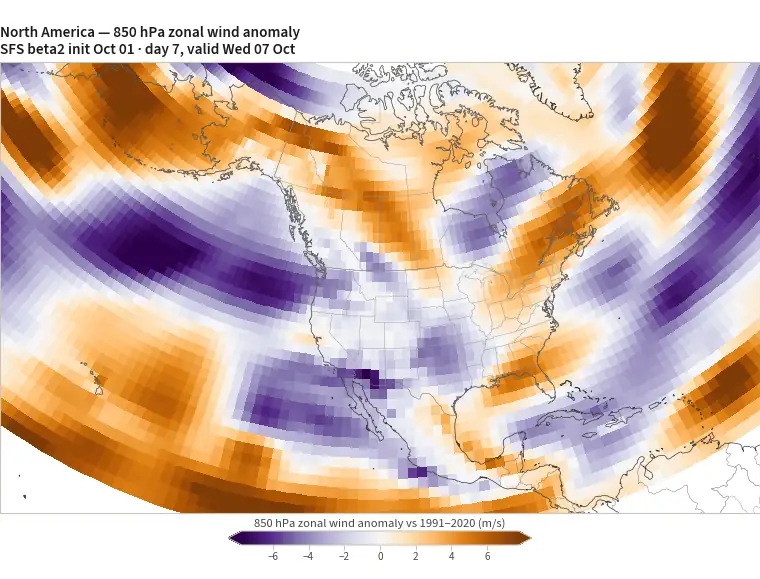 North America — 850 hPa zonal wind anomaly
SFS beta2 init Oct 01 · day 7, valid Wed 07 Oct
850 hPa zonal wind anomaly vs 1991–2020 (m/s)
−6 −4 −2 0 2 4 6